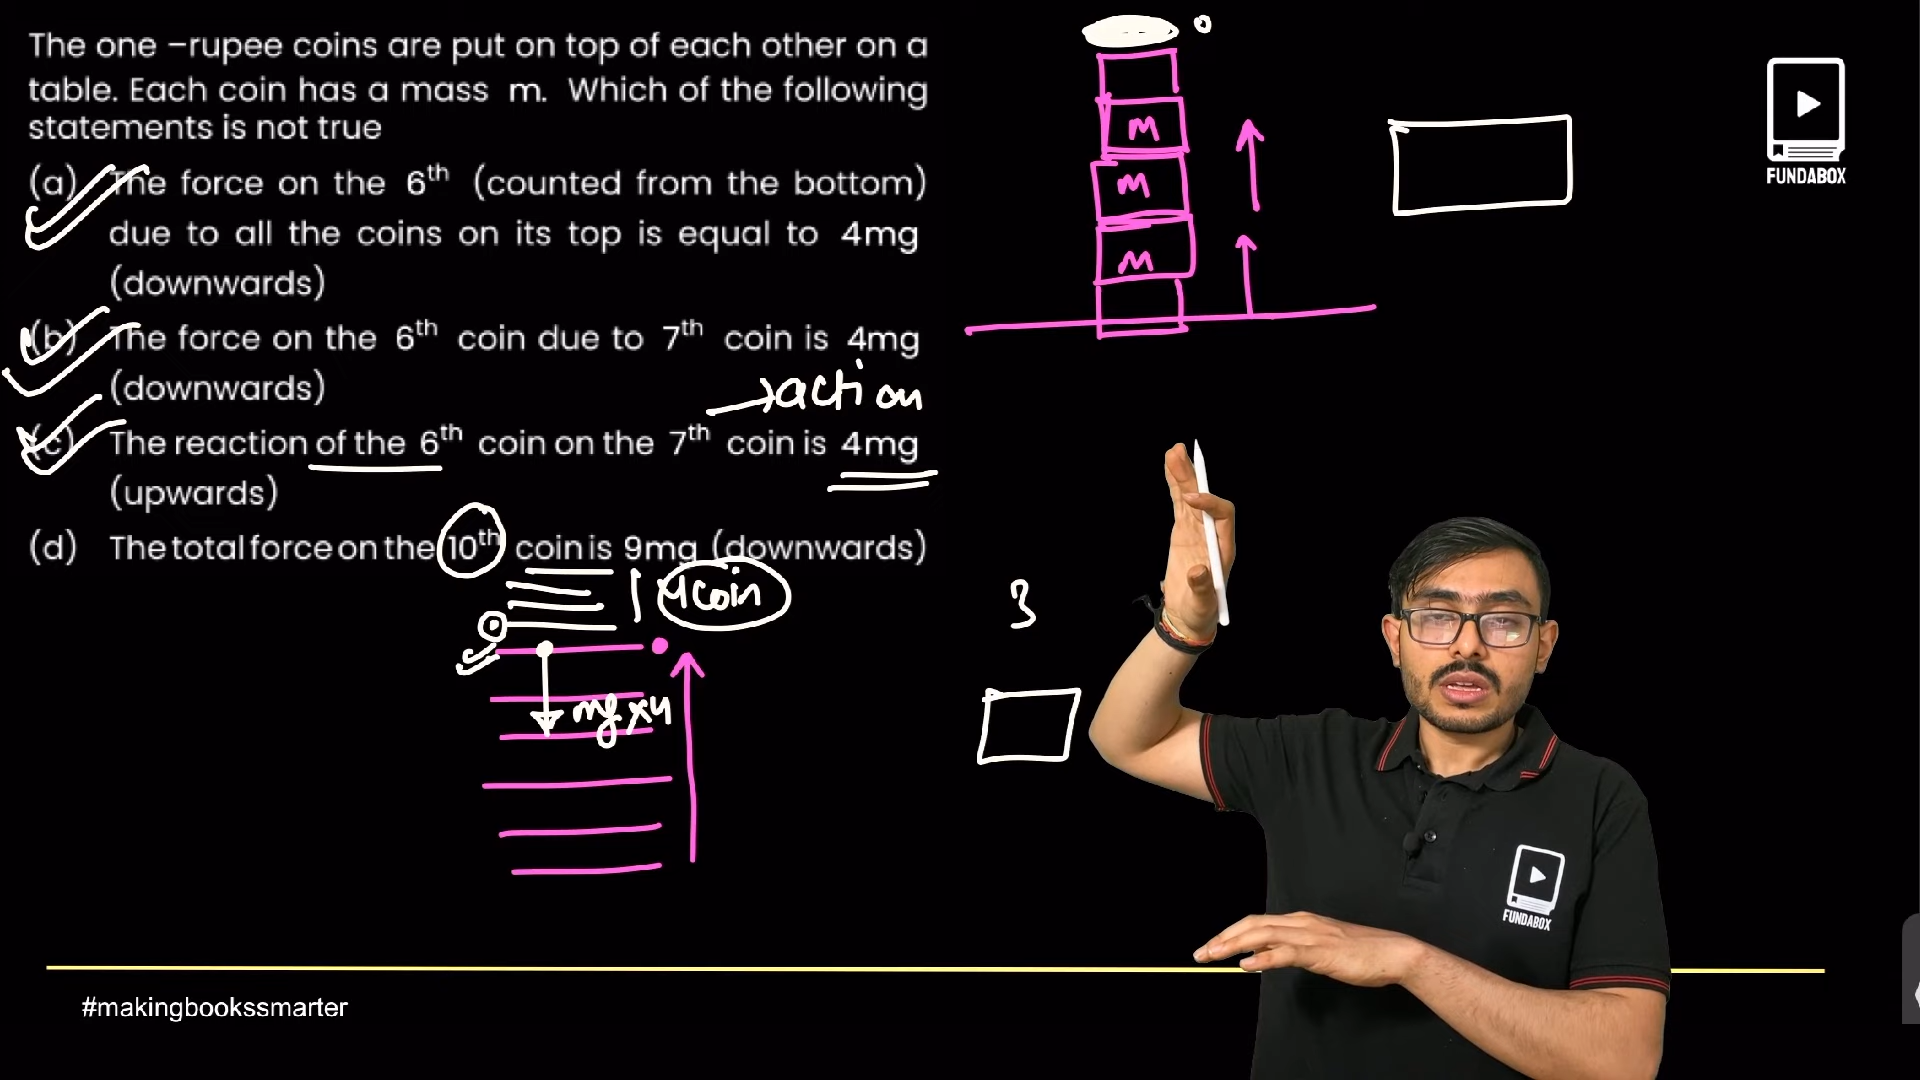 The one –rupee coins are put on top of each other on a
table. Each coin has a mass m. Which of the following
statements is not true
(a) The force on the 6th (counted from the bottom)
due to all the coins on its top is equal to 4mg
(downwards)
(b) The force on the 6th coin due to 7th coin is 4mg
(downwards)
→action
(c) The reaction of the 6th coin on the 7th coin is 4mg
(upwards)
(d) The total force on the 10th coin is 9mg (downwards)
4 coin
mg x4
M
M
M
3
FUNDABOX
FUNDABOX
#makingbookssmarter